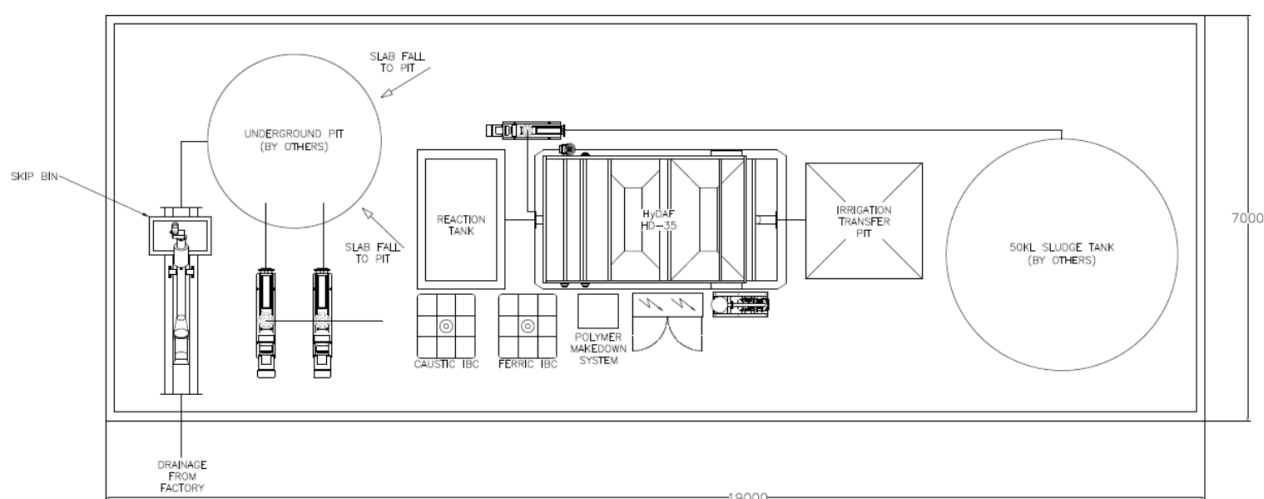 SLAB FALL
TO PIT
UNDERGROUND PIT
(BY OTHERS)
SKIP BIN
REACTION
TANK
HyDAF
HD-35
IRRIGATION
TRANSFER
PIT
7000
SLAB FALL
TO PIT
50KL SLUDGE TANK
(BY OTHERS)
CAUSTIC IBC
FERRIC IBC
POLYMER
MAKEDOWN
SYSTEM
DRAINAGE
FROM
FACTORY
19000